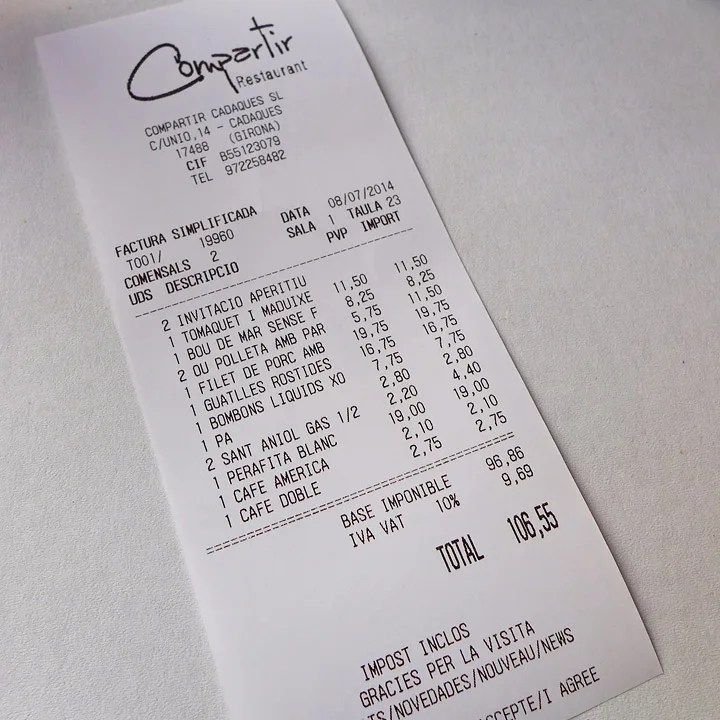 Compartir
Restaurant
COMPARTIR CADAQUES SL
C/UNIO,14 - CADAQUES
17488 (GIRONA)
CIF B55123079
TEL 972258482
FACTURA SIMPLIFICADA DATA 08/07/2014
T001/ 19960 SALA 1 TAULA 23
COMENSALS 2
UDS DESCRIPCIO PVP IMPORT
2 INVITACIO APERITIU
1 TOMAQUET I MADUIXE 11,50 11,50
1 BOU DE MAR SENSE F 8,25 8,25
2 OU POLLETA AMB PAR 5,75 11,50
1 FILET DE PORC AMB 19,75 19,75
1 GUATLLES ROSTIDES 16,75 16,75
1 BOMBONS LIQUIDS XO 7,75 7,75
1 PA 2,80 2,80
2 SANT ANIOL GAS 1/2 2,20 4,40
1 PERAFITA BLANC 19,00 19,00
1 CAFE AMERICA 2,10 2,10
1 CAFE DOBLE 2,75 2,75
BASE IMPONIBLE 96,86
IVA VAT 10% 9,69
TOTAL 106,55
IMPOST INCLOS
GRACIES PER LA VISITA
/NOVEDADES/NOUVEAU/NEWS
/I AGREE